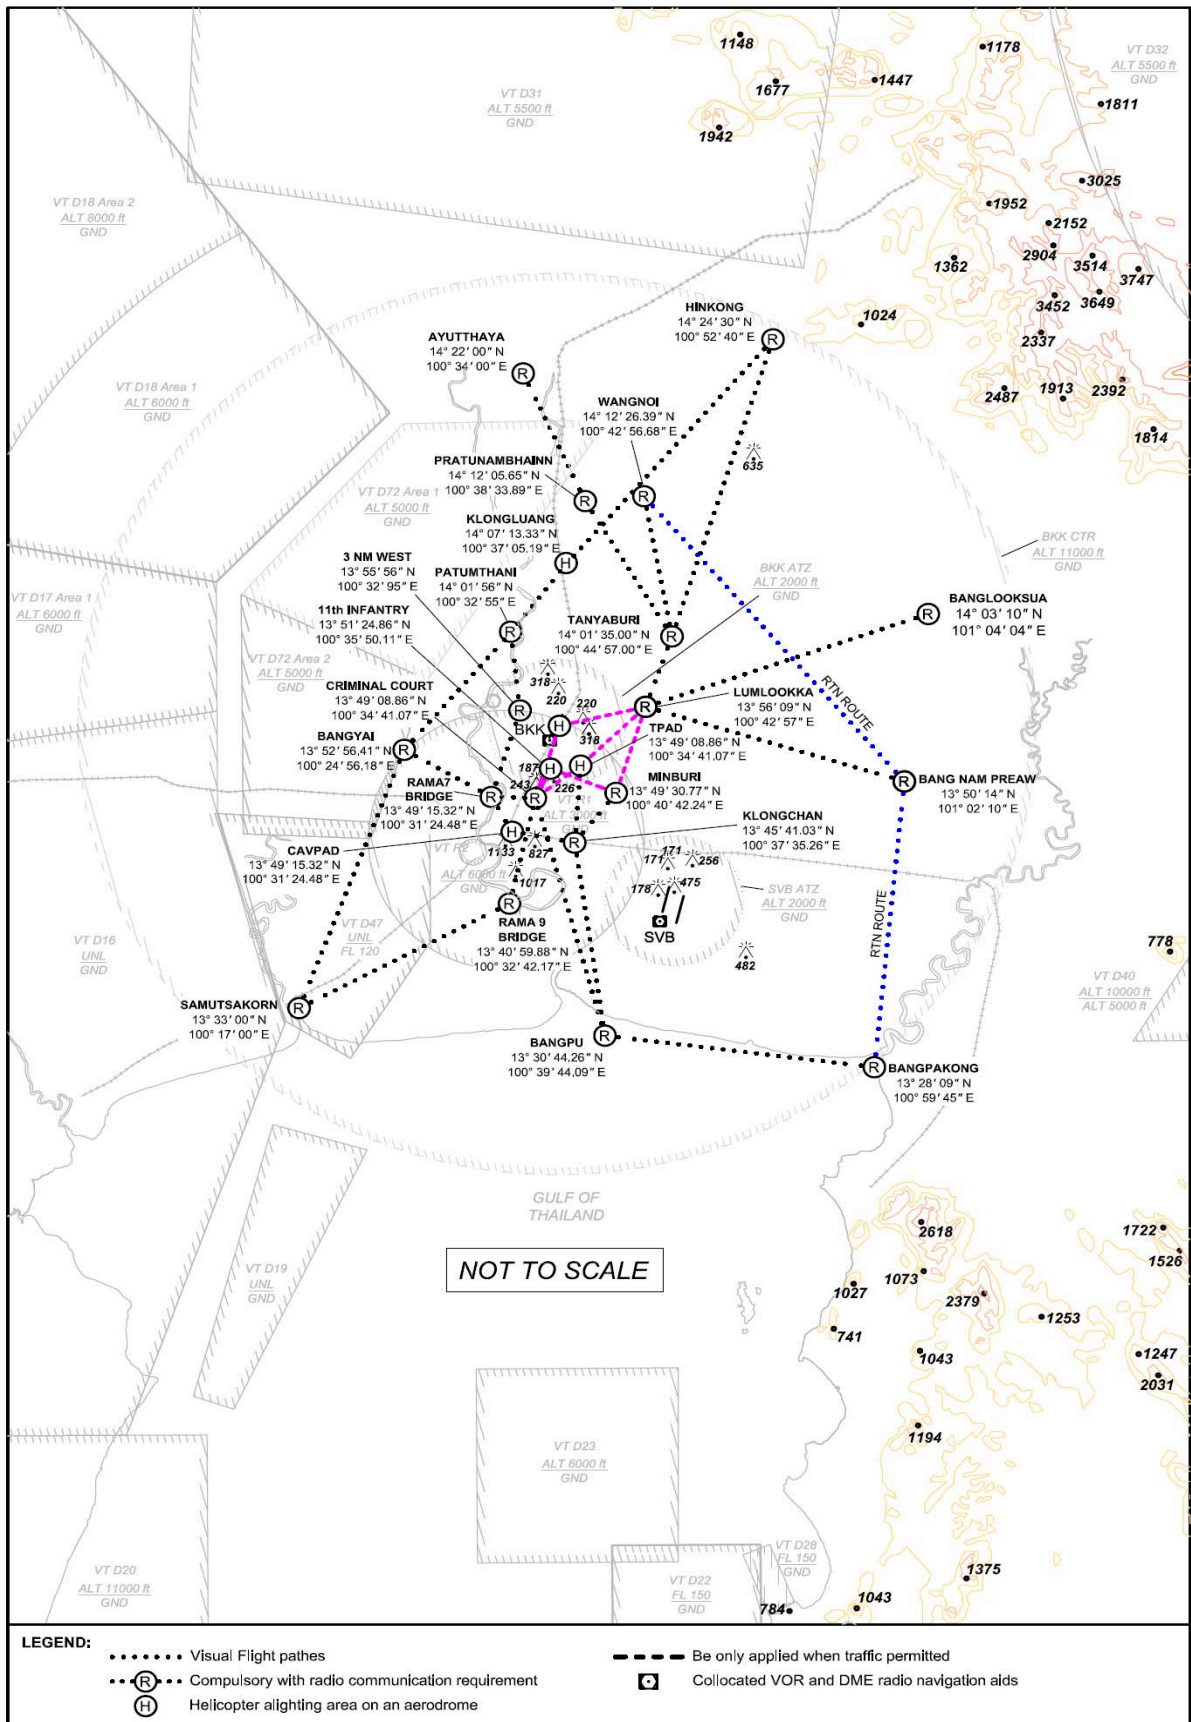 1148
1178
VT D32
ALT 5500 ft
GND
1677
1447
VT D31
ALT 5500 ft
GND
1811
1942
3025
VT D18 Area 2
ALT 8000 ft
GND
1952
2152
2904
1362
3514
3747
3452
3649
1024
2337
HINKONG
14° 24' 30" N
100° 52' 40" E
AYUTTHAYA
14° 22' 00" N
100° 34' 00" E
R
R
VT D18 Area 1
ALT 6000 ft
GND
2487
1913
2392
1814
WANGNOI
14° 12' 26.39" N
100° 42' 56.68" E
635
PRATUNAMBHAINN
14° 12' 05.65" N
100° 38' 33.89" E
R
R
VT D72 Area 1
ALT 5000 ft
GND
KLONGLUANG
14° 07' 13.33" N
100° 37' 05.19" E
H
BKK CTR
ALT 11000 ft
GND
3 NM WEST
13° 55' 56" N
100° 32' 95" E
PATUMTHANI
14° 01' 56" N
100° 32' 55" E
R
BKK ATZ
ALT 2000 ft
GND
VT D17 Area 1
ALT 6000 ft
GND
11th INFANTRY
13° 51' 24.86" N
100° 35' 50.11" E
TANYABURI
14° 01' 35.00" N
100° 44' 57.00" E
R
R
BANGLOOKSUA
14° 03' 10" N
101° 04' 04" E
VT D72 Area 2
ALT 5000 ft
GND
318
220
220
318
CRIMINAL COURT
13° 49' 08.86" N
100° 34' 41.07" E
R
BKK
H
R
LUMLOOKKA
13° 56' 09" N
100° 42' 57" E
RTN ROUTE
BANGYAI
13° 52' 56.41" N
100° 24' 56.18" E
R
TPAD
13° 49' 08.86" N
100° 34' 41.07" E
187
H
H
243
226
RAMA7
BRIDGE
13° 49' 15.32" N
100° 31' 24.48" E
R
R
R
MINBURI
13° 49' 30.77" N
100° 40' 42.24" E
R
BANG NAM PREAW
13° 50' 14" N
101° 02' 10" E
VT R1
ALT 3000 ft
GND
KLONGCHAN
13° 45' 41.03" N
100° 37' 35.26" E
CAVPAD
13° 49' 15.32" N
100° 31' 24.48" E
H
R
1133
827
VT R2
ALT 6000 ft
GND
1017
171
171
256
178
475
SVB
SVB ATZ
ALT 2000 ft
GND
482
RTN ROUTE
R
RAMA 9
BRIDGE
13° 40' 59.88" N
100° 32' 42.17" E
VT D47
UNL
FL 120
VT D16
UNL
GND
778
VT D40
ALT 10000 ft
ALT 5000 ft
SAMUTSAKORN
13° 33' 00" N
100° 17' 00" E
R
BANGPU
13° 30' 44.26" N
100° 39' 44.09" E
R
R
BANGPAKONG
13° 28' 09" N
100° 59' 45" E
GULF OF
THAILAND
NOT TO SCALE
VT D19
UNL
GND
2618
1722
1526
1073
1027
2379
741
1253
1043
1247
2031
1194
VT D23
ALT 6000 ft
GND
VT D20
ALT 11000 ft
GND
VT D28
FL 150
GND
VT D22
FL 150
GND
784
1043
1375
LEGEND:
Visual Flight pathes
R Compulsory with radio communication requirement
H Helicopter alighting area on an aerodrome
Be only applied when traffic permitted
Collocated VOR and DME radio navigation aids